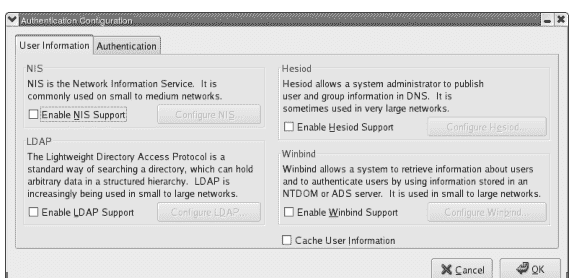 Authentication Configuration
User Information
Authentication
NIS
NIS is the Network Information Service. It is
commonly used on small to medium networks.
Enable NIS Support
Configure NIS...
LDAP
The Lightweight Directory Access Protocol is a
standard way of searching a directory, which can hold
arbitrary data in a structured hierarchy. LDAP is
increasingly being used in small to large networks.
Enable LDAP Support
Configure LDAP...
Hesiod
Hesiod allows a system administrator to publish
user and group information in DNS. It is
sometimes used in very large networks.
Enable Hesiod Support
Configure Hesiod...
Winbind
Winbind allows a system to retrieve information about users
and to authenticate users by using information stored in an
NTDOM or ADS server. It is used in small to large networks.
Enable Winbind Support
Configure Winbind...
Cache User Information
Cancel
OK